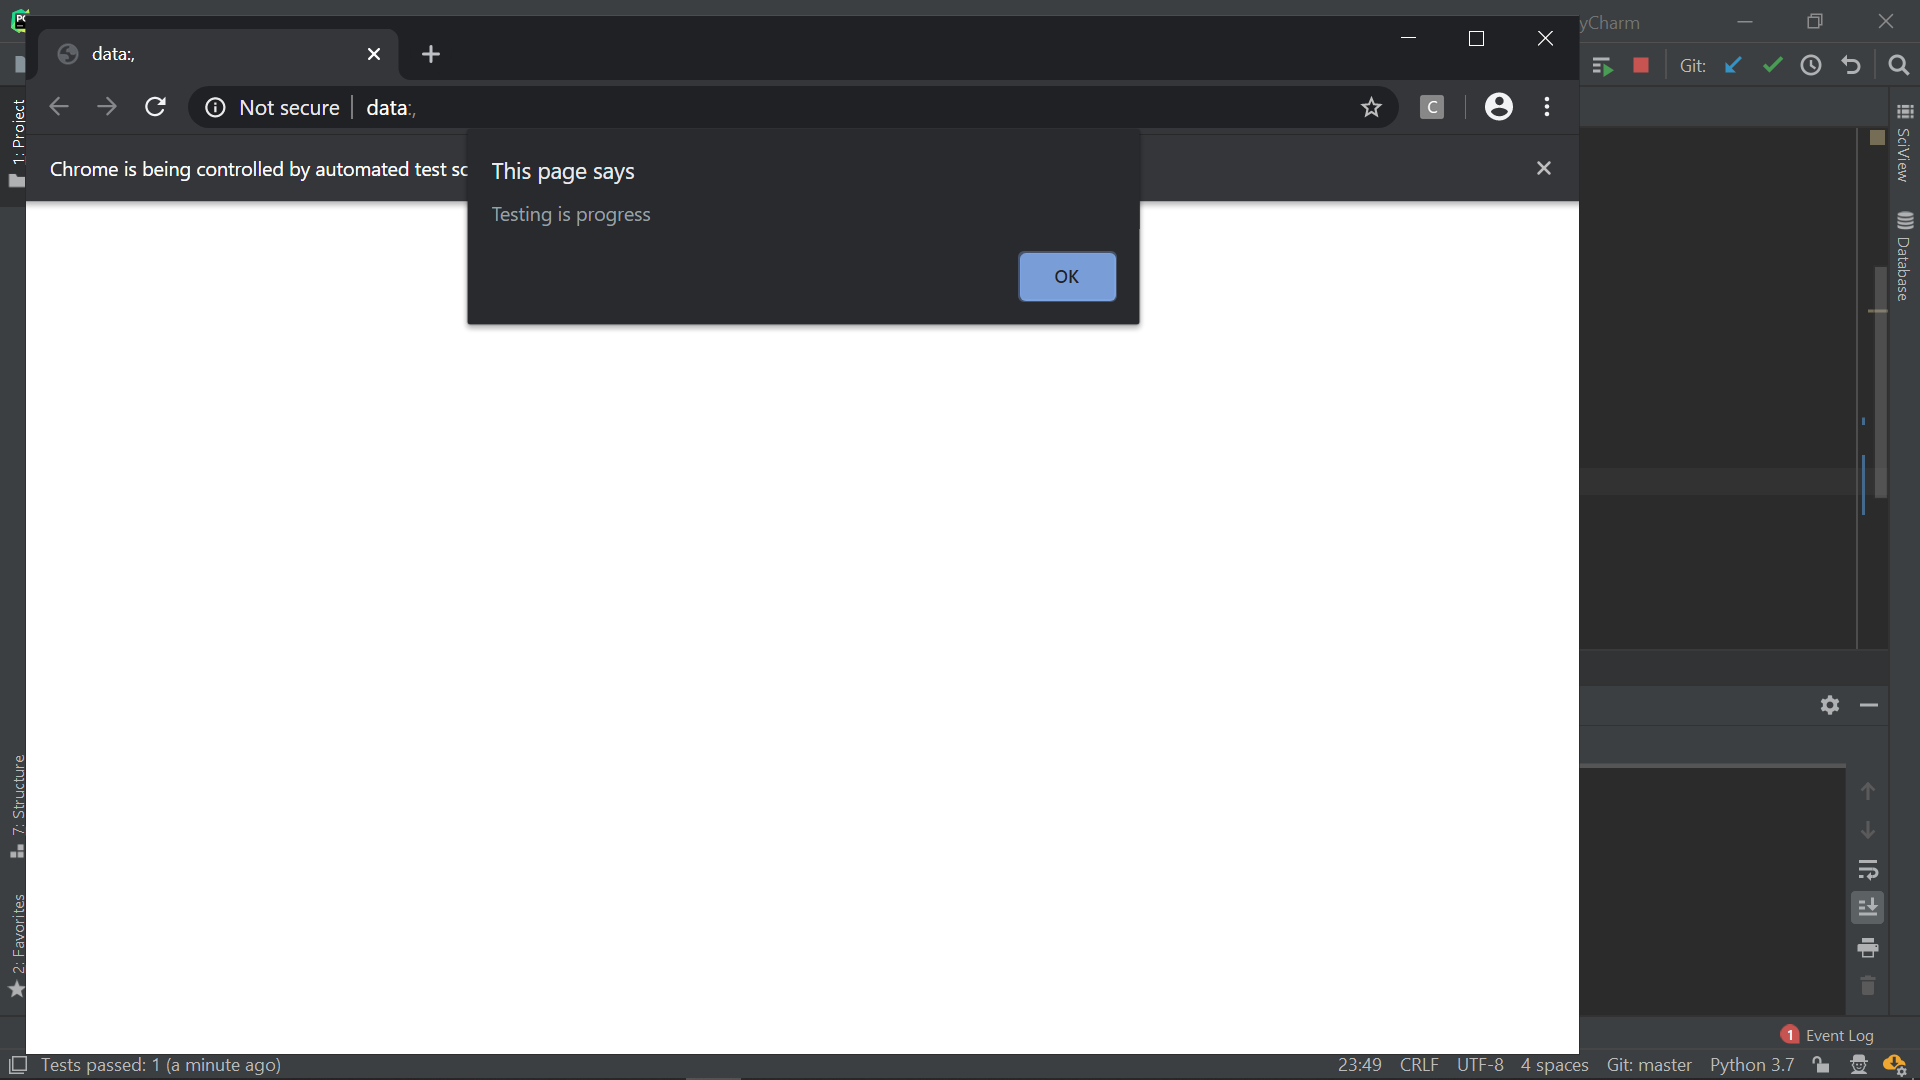 PC
yCharm
data:,
Git:
Not secure
data:,
C
Chrome is being controlled by automated test
This page says
Testing is progress
OK
1: Project
SciView
Database
7: Structure
2: Favorites
1 Event Log
Tests passed: 1 (a minute ago)
23:49 CRLF UTF-8 4 spaces Git: master Python 3.7